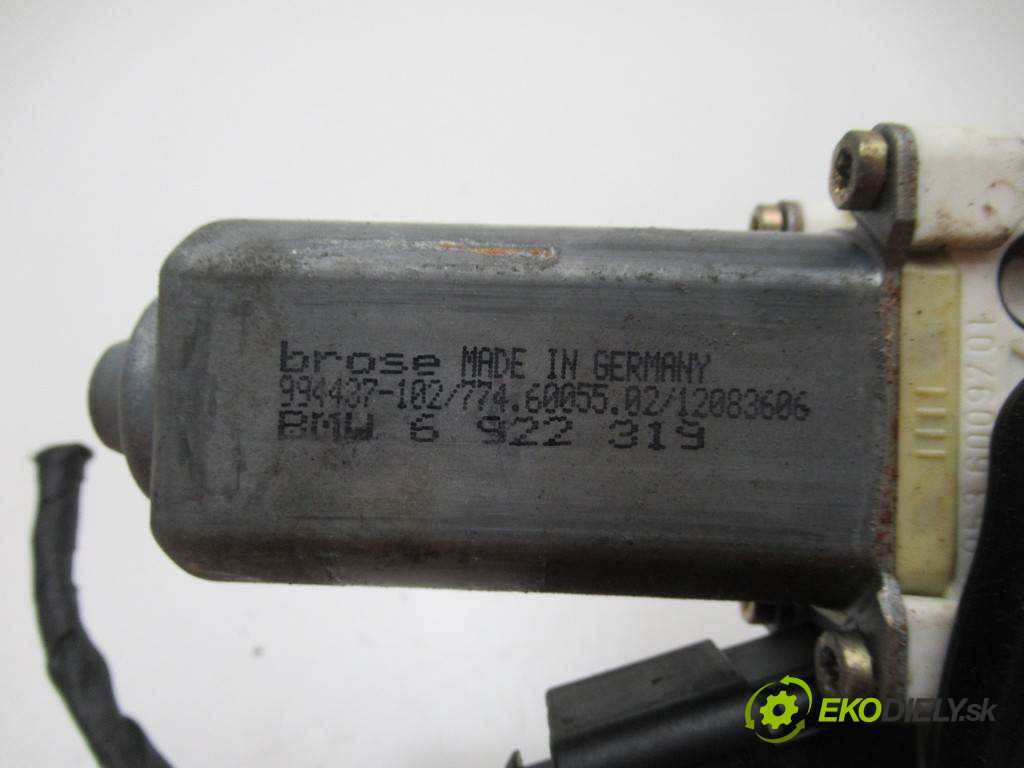 brose MADE IN GERMANY
994437-102/774.60055.02/12083606
BMW 6 922 319
EKODIELY.sk